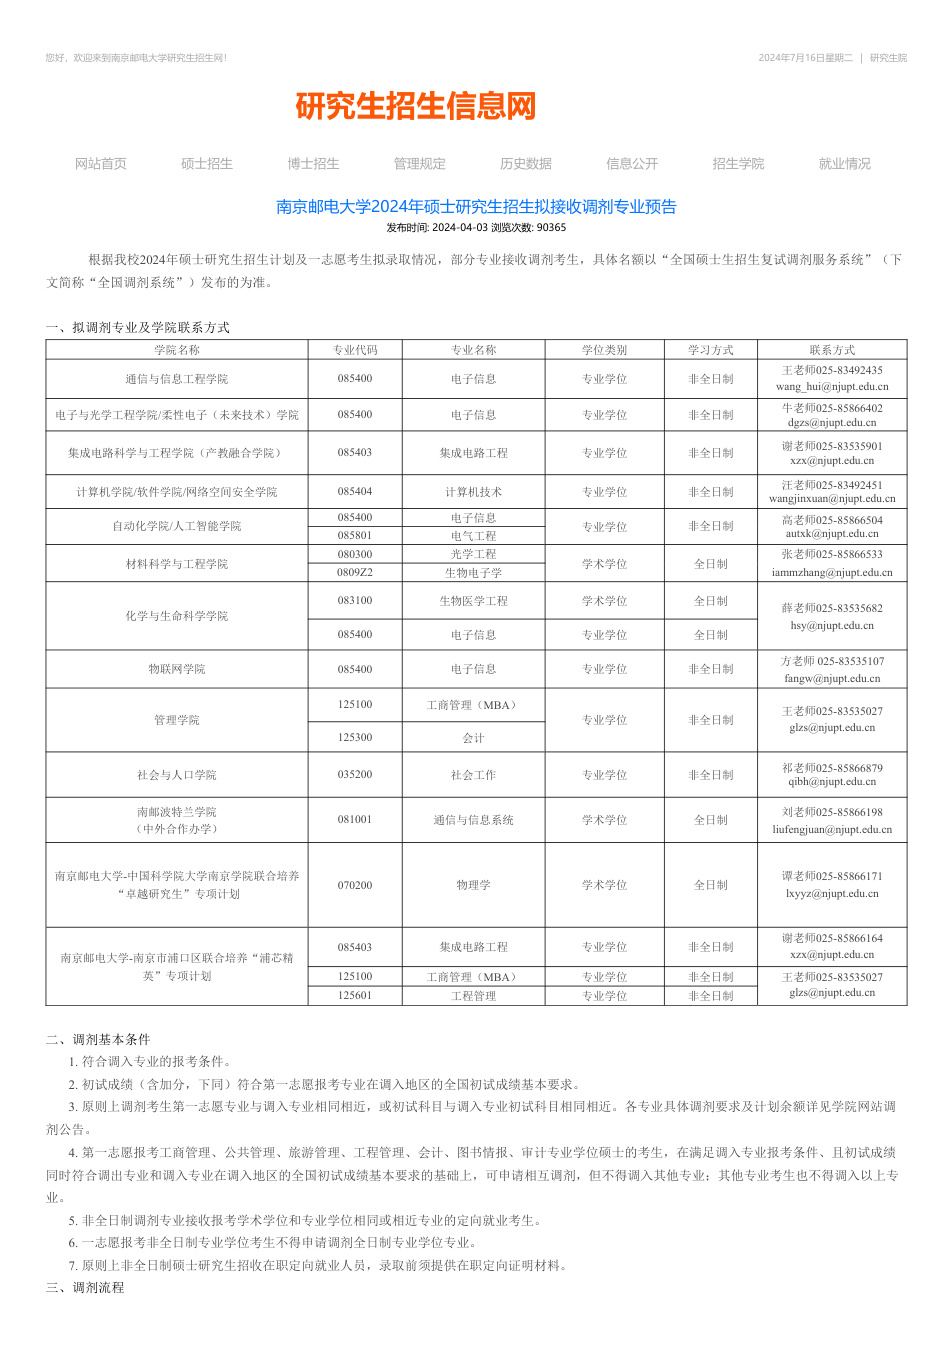 您好，欢迎来到南京邮电大学研究生招生网！
2024年7月16日星期二 | 研究生院
研究生招生信息网
网站首页 硕士招生 博士招生 管理规定 历史数据 信息公开 招生学院 就业情况
南京邮电大学2024年硕士研究生招生拟接收调剂专业预告
发布时间: 2024-04-03 浏览次数: 90365
根据我校2024年硕士研究生招生计划及一志愿考生拟录取情况，部分专业接收调剂考生，具体名额以“全国硕士生招生复试调剂服务系统”（下
文简称“全国调剂系统”）发布的为准。
一、拟调剂专业及学院联系方式
学院名称 专业代码 专业名称 学位类别 学习方式 联系方式
通信与信息工程学院 085400 电子信息 专业学位 非全日制 王老师025-83492435
wang_hui@njupt.edu.cn
电子与光学工程学院/柔性电子（未来技术）学院 085400 电子信息 专业学位 非全日制 牛老师025-85866402
dgzs@njupt.edu.cn
集成电路科学与工程学院（产教融合学院） 085403 集成电路工程 专业学位 非全日制 谢老师025-83535901
xzx@njupt.edu.cn
计算机学院/软件学院/网络空间安全学院 085404 计算机技术 专业学位 非全日制 汪老师025-83492451
wangjinxuan@njupt.edu.cn
自动化学院/人工智能学院 085400 电子信息 专业学位 非全日制 高老师025-85866504
085801 电气工程 autxk@njupt.edu.cn
材料科学与工程学院 080300 光学工程 学术学位 全日制 张老师025-85866533
0809Z2 生物电子学 iammzhang@njupt.edu.cn
化学与生命科学学院 083100 生物医学工程 学术学位 全日制 薛老师025-83535682
085400 电子信息 专业学位 全日制 hsy@njupt.edu.cn
物联网学院 085400 电子信息 专业学位 非全日制 方老师 025-83535107
fangw@njupt.edu.cn
管理学院 125100 工商管理（MBA） 专业学位 非全日制 王老师025-83535027
125300 会计 glzs@njupt.edu.cn
社会与人口学院 035200 社会工作 专业学位 非全日制 祁老师025-85866879
qibh@njupt.edu.cn
南邮波特兰学院 081001 通信与信息系统 学术学位 全日制 刘老师025-85866198
（中外合作办学） liufengjuan@njupt.edu.cn
南京邮电大学-中国科学院大学南京学院联合培养 070200 物理学 学术学位 全日制 谭老师025-85866171
“卓越研究生”专项计划 lxyyz@njupt.edu.cn
南京邮电大学-南京市浦口区联合培养“浦芯精 085403 集成电路工程 专业学位 非全日制 谢老师025-85866164
xzx@njupt.edu.cn
英”专项计划 125100 工商管理（MBA） 专业学位 非全日制 王老师025-83535027
125601 工程管理 专业学位 非全日制 glzs@njupt.edu.cn
二、调剂基本条件
1. 符合调入专业的报考条件。
2. 初试成绩（含加分，下同）符合第一志愿报考专业在调入地区的全国初试成绩基本要求。
3. 原则上调剂考生第一志愿专业与调入专业相同相近，或初试科目与调入专业初试科目相同相近。各专业具体调剂要求及计划余额详见学院网站调
剂公告。
4. 第一志愿报考工商管理、公共管理、旅游管理、工程管理、会计、图书情报、审计专业学位硕士的考生，在满足调入专业报考条件、且初试成绩
同时符合调出专业和调入专业在调入地区的全国初试成绩基本要求的基础上，可申请相互调剂，但不得调入其他专业；其他专业考生也不得调入以上专
业。
5. 非全日制调剂专业接收报考学术学位和专业学位相同或相近专业的定向就业考生。
6. 一志愿报考非全日制专业学位考生不得申请调剂全日制专业学位专业。
7. 原则上非全日制硕士研究生招收在职定向就业人员，录取前须提供在职定向证明材料。
三、调剂流程